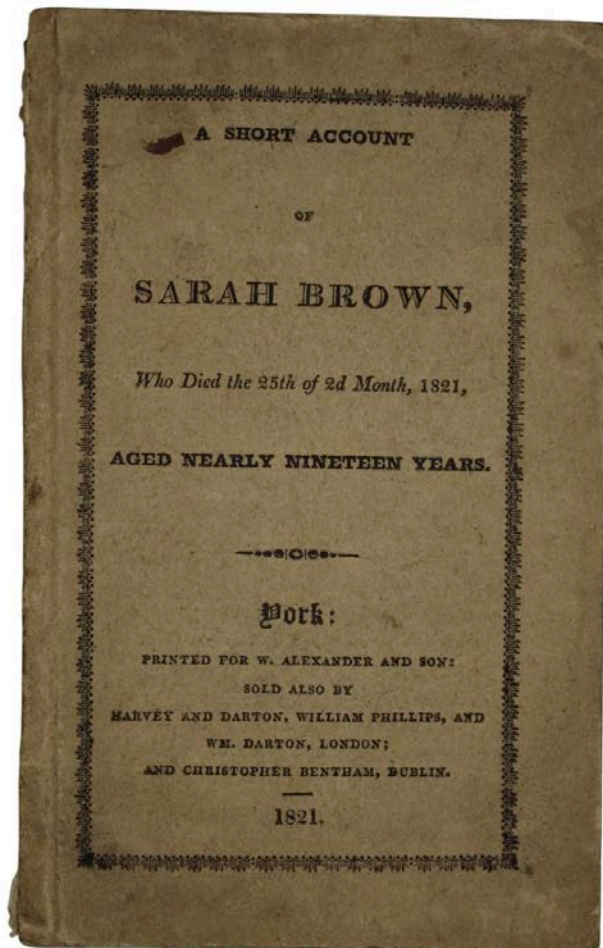 A SHORT ACCOUNT
OF
SARAH BROWN,
Who Died the 25th of 2d Month, 1821,
AGED NEARLY NINETEEN YEARS.
York:
PRINTED FOR W. ALEXANDER AND SON:
SOLD ALSO BY
HARVEY AND DARTON, WILLIAM PHILLIPS, AND
WM. DARTON, LONDON;
AND CHRISTOPHER BENTHAM, DUBLIN.
1821.